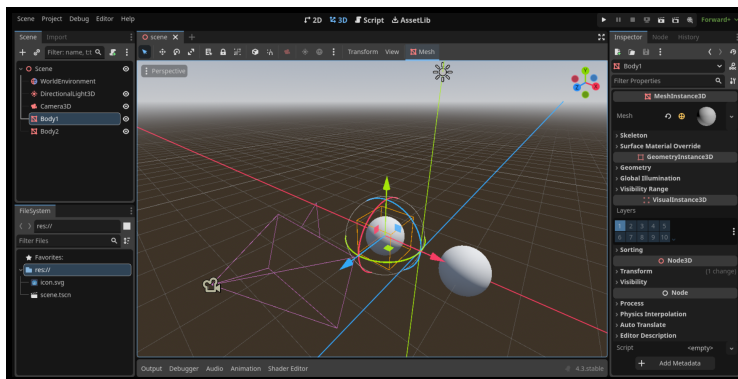 Scene Project Debug Editor Help
2D 3D Script AssetLib
Forward+
Scene Import
Filter: name, t:t
Scene
WorldEnvironment
DirectionalLight3D
Camera3D
Body1
Body2
FileSystem
res://
Filter Files
Favorites:
res://
icon.svg
scene.tscn
scene
Transform View Mesh
Perspective
Y
Z
Output Debugger Audio Animation Shader Editor
4.3.stable
Inspector Node History
Body1
Filter Properties
MeshInstance3D
Mesh
Skeleton
Surface Material Override
GeometryInstance3D
Geometry
Global Illumination
Visibility Range
VisualInstance3D
Layers
1 2 3 4 5
6 7 8 9 10
Sorting
Node3D
Transform (1 change)
Visibility
Node
Process
Physics Interpolation
Auto Translate
Editor Description
Script <empty>
+ Add Metadata